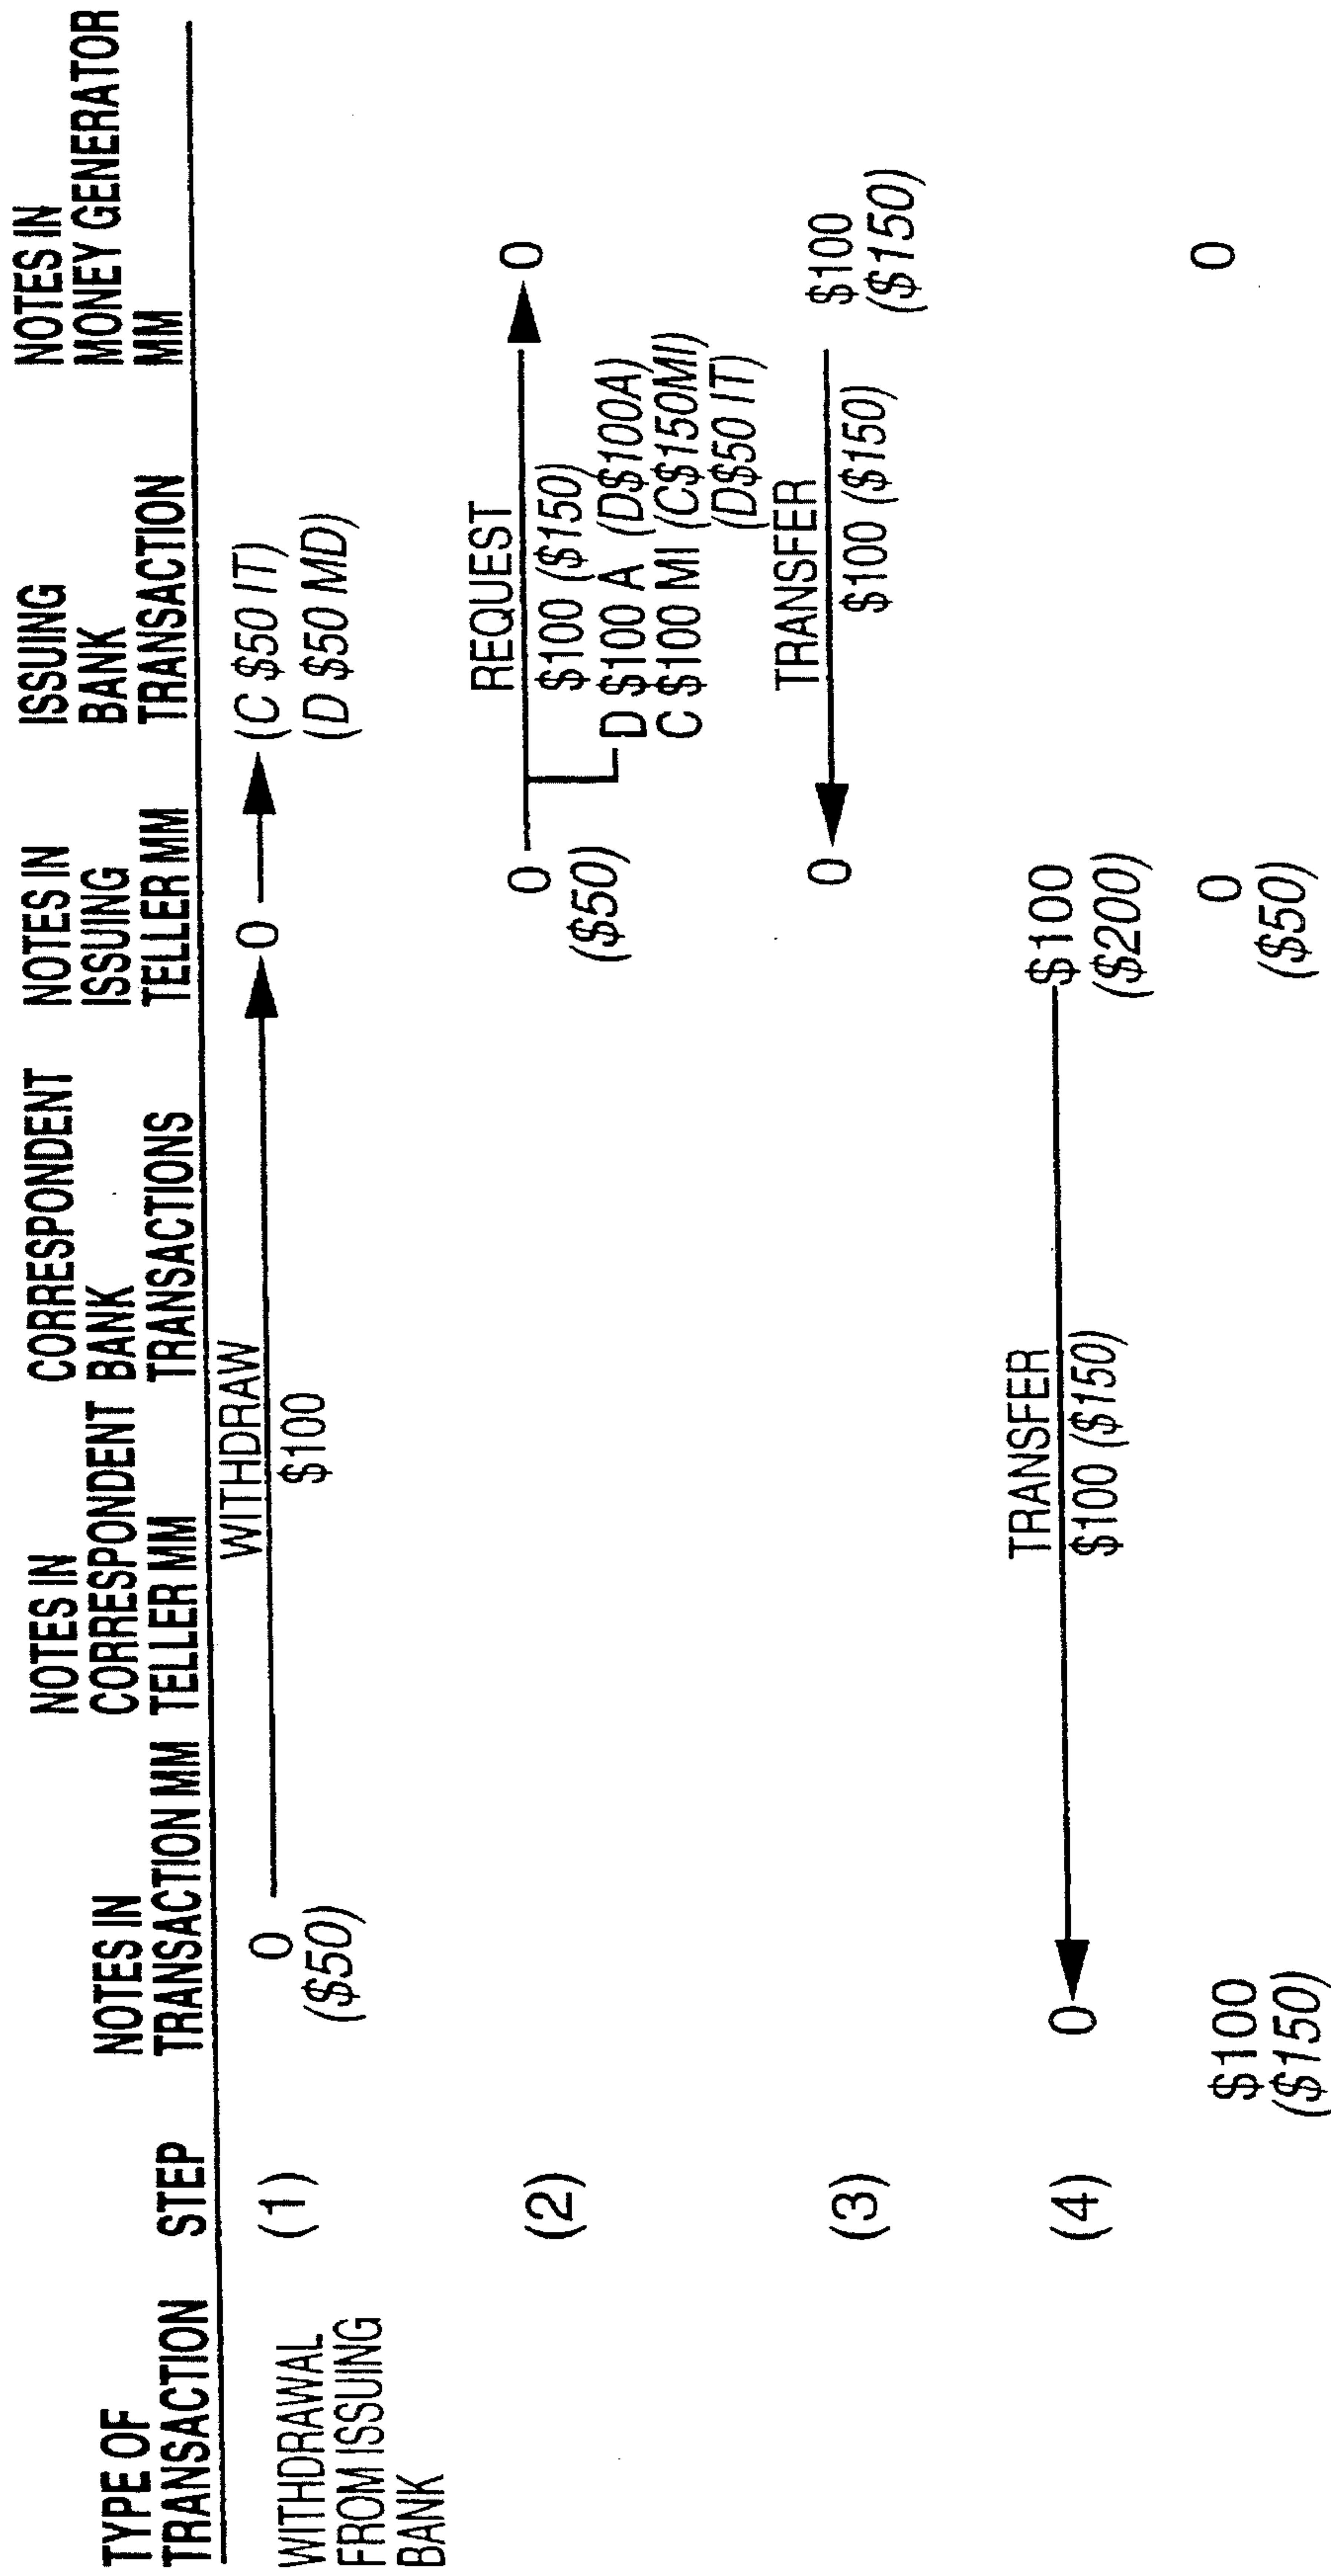 TYPE OF
TRANSACTION
STEP
NOTES IN
TRANSACTION MM
NOTES IN
CORRESPONDENT
TELLER MM
CORRESPONDENT
BANK
TRANSACTIONS
NOTES IN
ISSUING
TELLER MM
ISSUING
BANK
TRANSACTION
NOTES IN
MONEY GENERATOR
MM
WITHDRAWAL
FROM ISSUING
BANK
(1)
0
($50)
WITHDRAW
$100
0
(C $50 IT)
(D $50 MD)
(2)
0
($50)
REQUEST
$100 ($150)
D $100 A (D$100A)
C $100 MI (C$150MI)
(D$50 IT)
0
(3)
0
TRANSFER
$100 ($150)
$100
($150)
(4)
0
TRANSFER
$100 ($150)
$100
($200)
$100
($150)
0
($50)
0